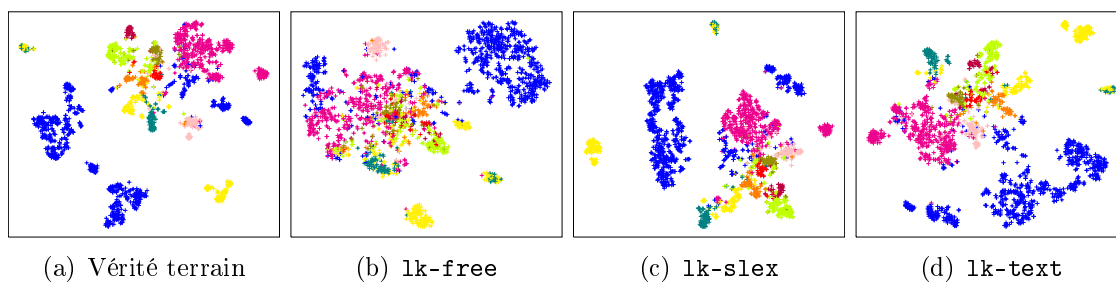 (a) Vérité terrain
(b) lk-free
(c) lk-slex
(d) lk-text